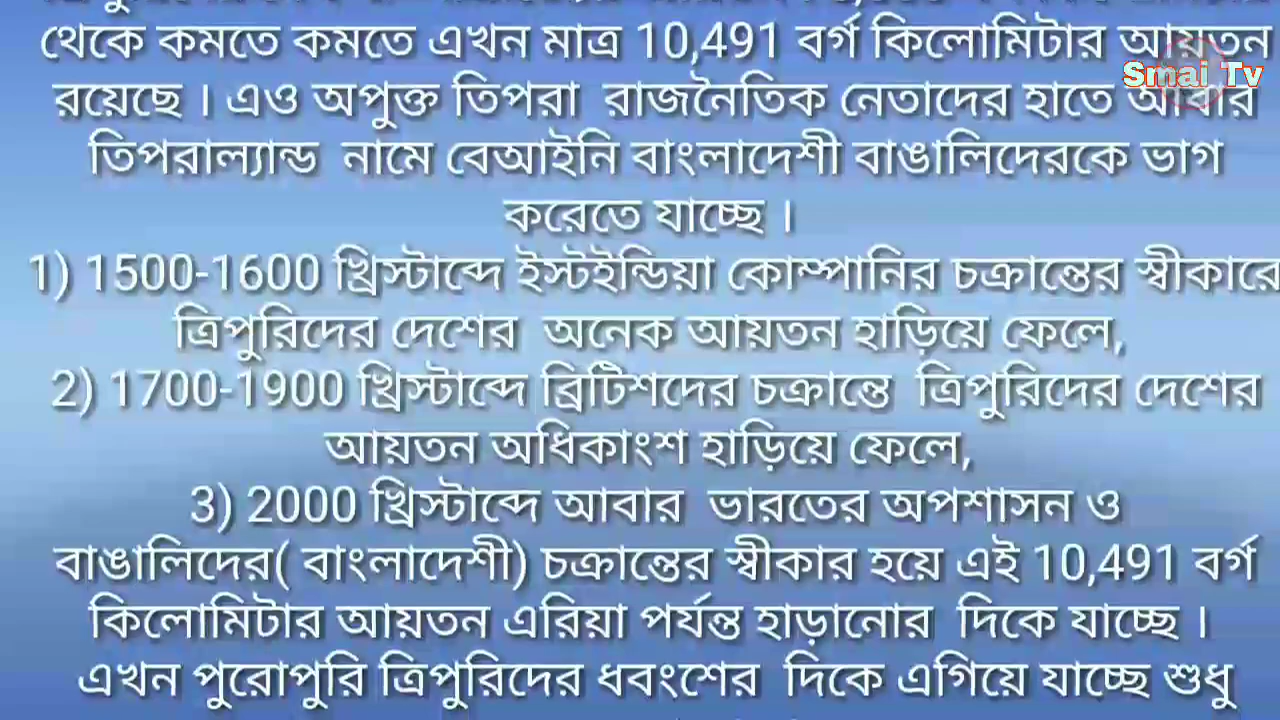 থেকে কমতে কমতে এখন মাত্র 10,491 বর্গ কিলোমিটার আয়তন
রয়েছে । এও অপুক্ত তিপরা রাজনৈতিক নেতাদের হাতে আবার
তিপরাল্যান্ড নামে বেআইনি বাংলাদেশী বাঙালিদেরকে ভাগ
করেতে যাচ্ছে ।
1) 1500-1600 খ্রিস্টাব্দে ইস্টইন্ডিয়া কোম্পানির চক্রান্তের স্বীকারে
ত্রিপুরিদের দেশের অনেক আয়তন হাড়িয়ে ফেলে,
2) 1700-1900 খ্রিস্টাব্দে ব্রিটিশদের চক্রান্তে ত্রিপুরিদের দেশের
আয়তন অধিকাংশ হাড়িয়ে ফেলে,
3) 2000 খ্রিস্টাব্দে আবার ভারতের অপশাসন ও
বাঙালিদের( বাংলাদেশী) চক্রান্তের স্বীকার হয়ে এই 10,491 বর্গ
কিলোমিটার আয়তন এরিয়া পর্যন্ত হাড়ানোর দিকে যাচ্ছে ।
এখন পুরোপুরি ত্রিপুরিদের ধবংশের দিকে এগিয়ে যাচ্ছে শুধু
Smai Tv